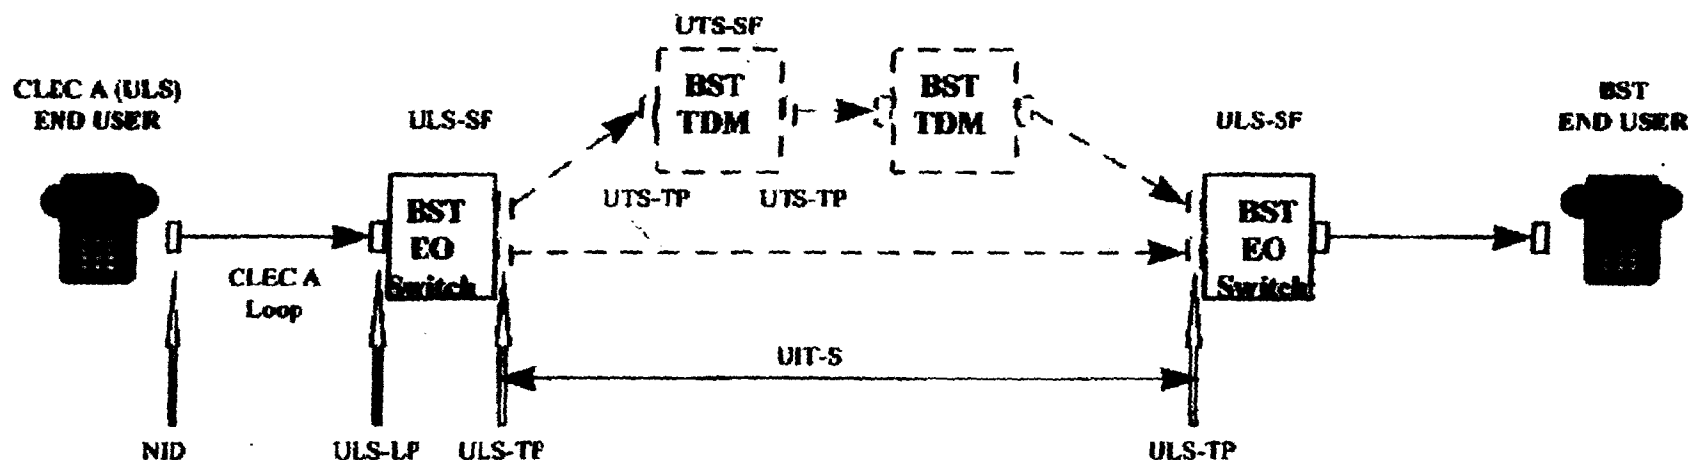 UTS-SF
CLEC A (ULS)
END USER
ULS-SF
BST
TDM
BST
TDM
ULS-SF
BST
END USER
UTS-TP
UTS-TP
BST
EO
Switch
BST
EO
Switch
CLEC A
Loop
UIT-S
NID
ULS-LP
ULS-TP
ULS-TP